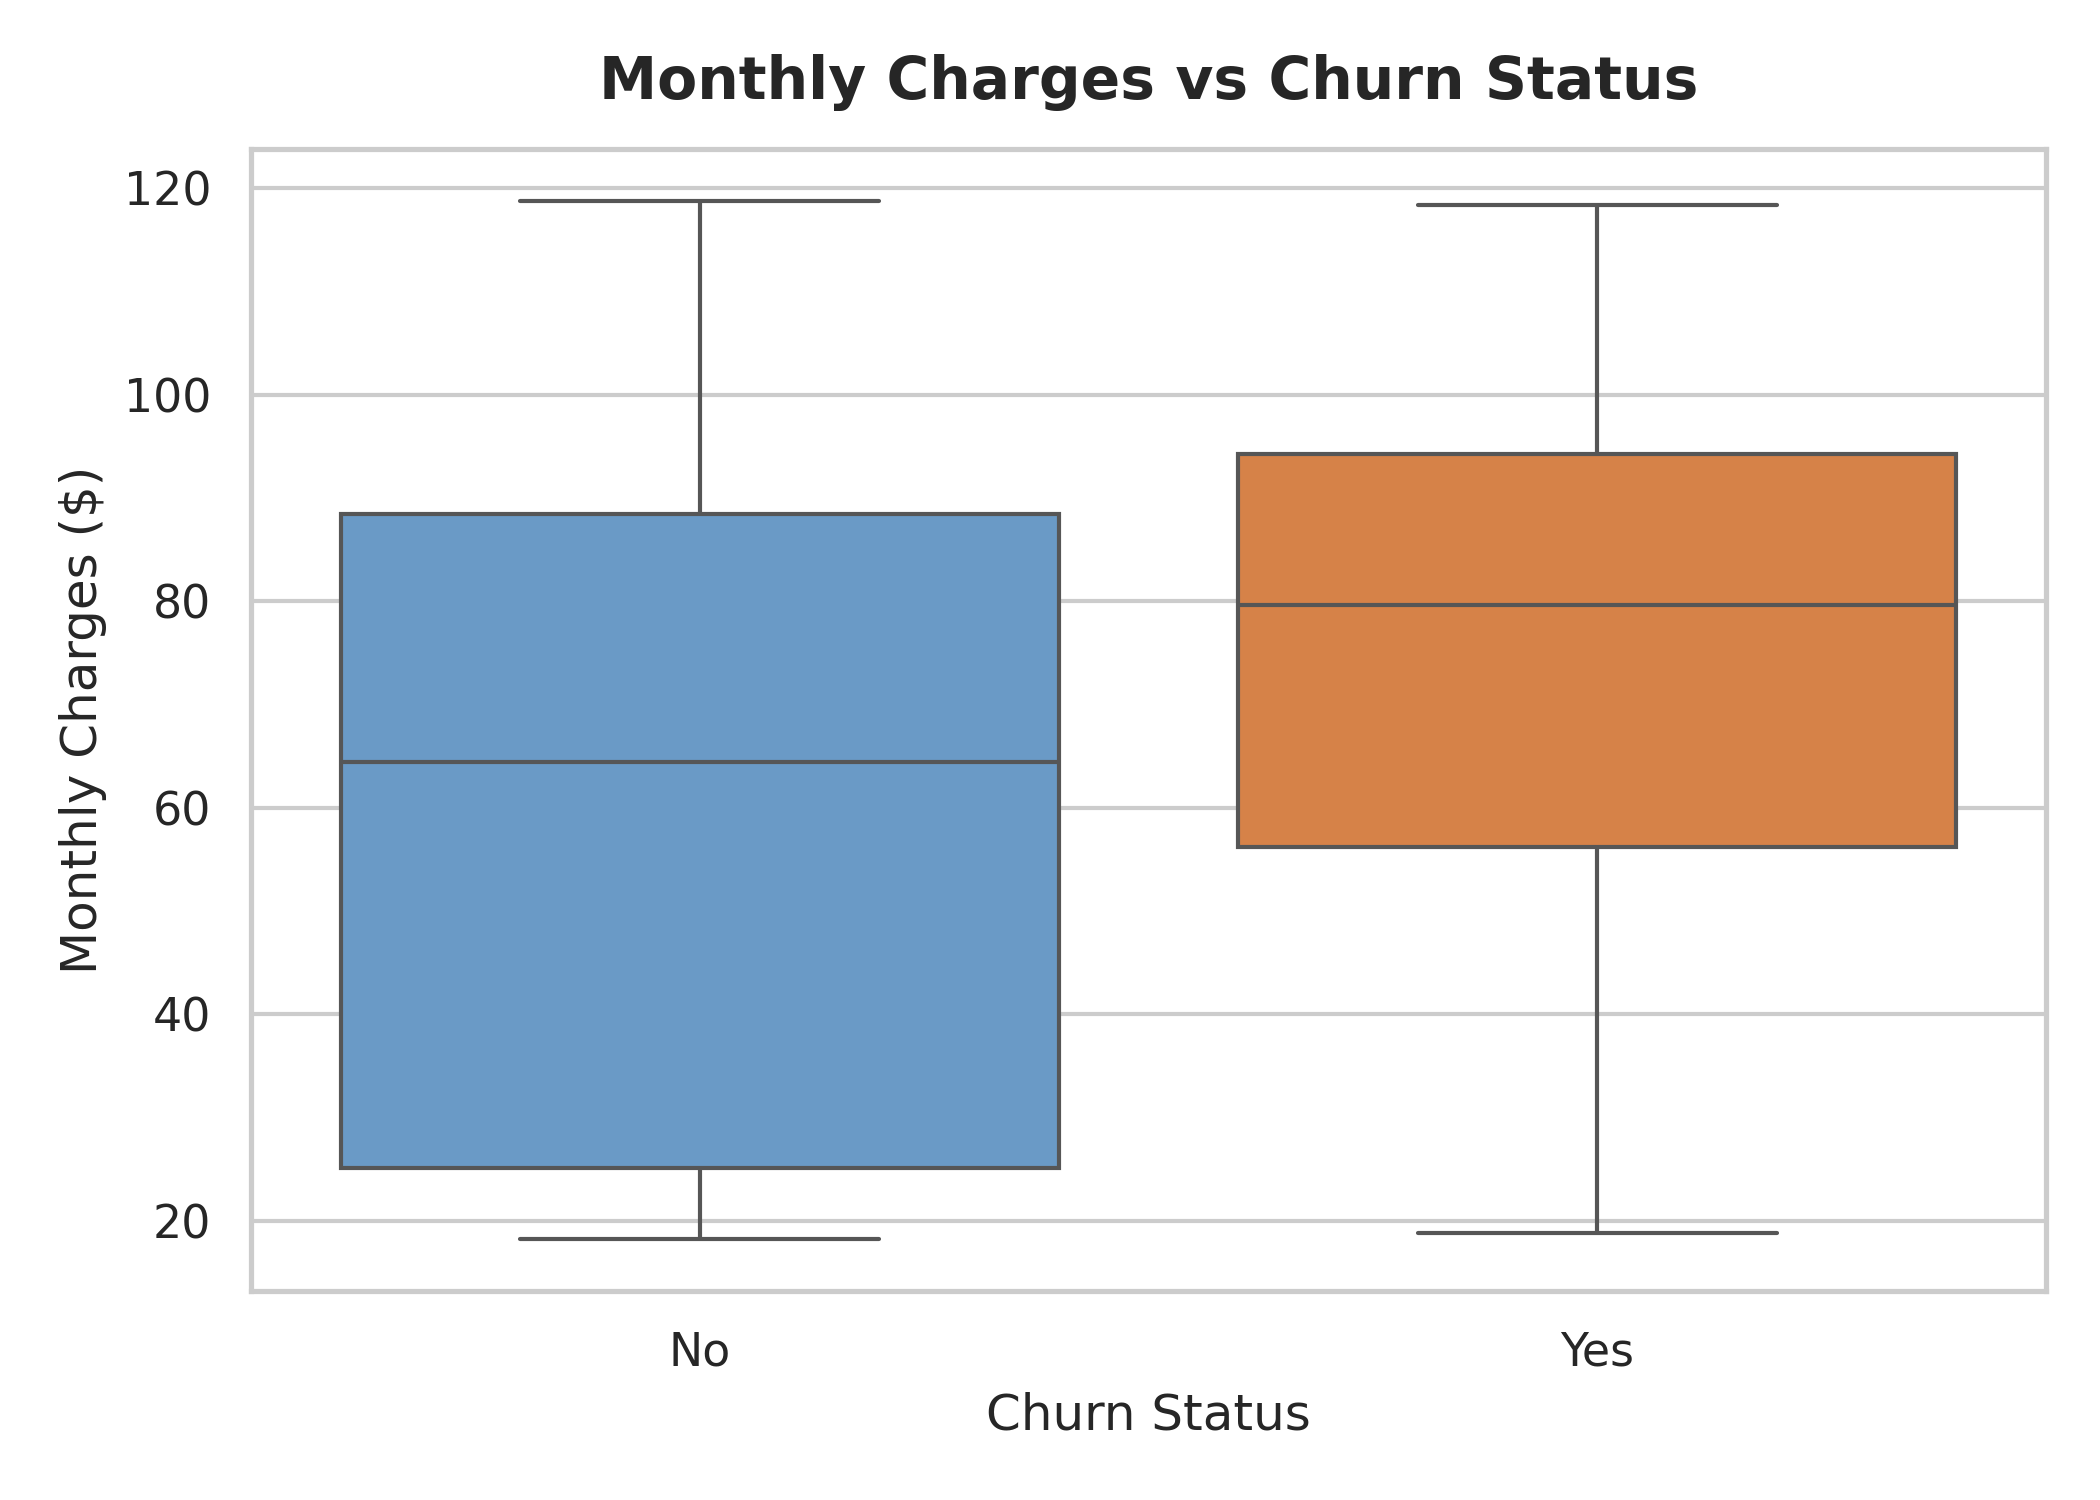 Monthly Charges vs Churn Status
Monthly Charges ($)
120
100
80
60
40
20
No Yes
Churn Status